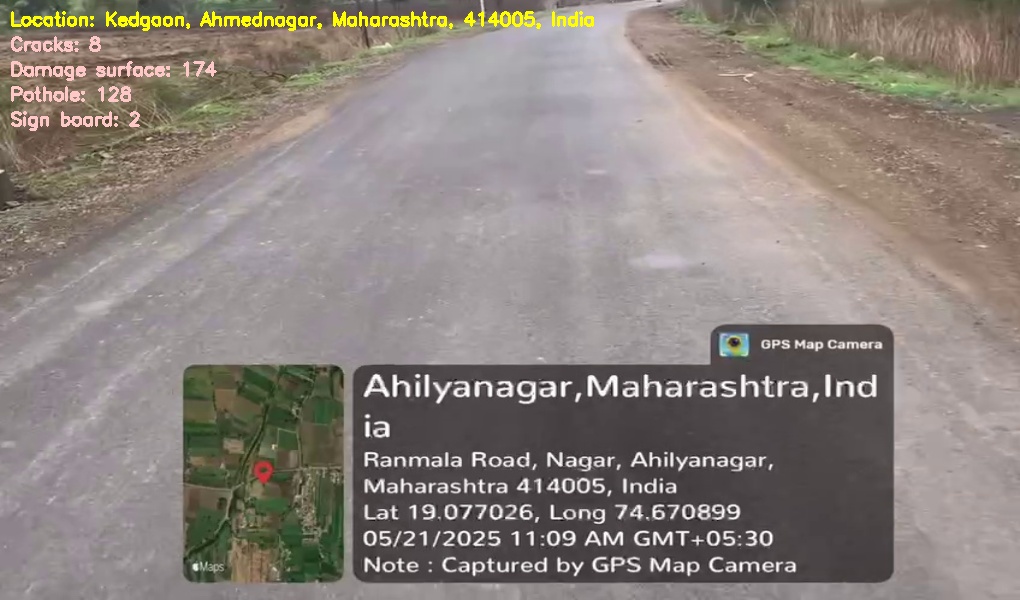 Location: Kedgaon, Ahmednagar, Maharashtra, 414005, India
Cracks: 8
Damage surface: 174
Pothole: 128
Sign board: 2
GPS Map Camera
Ahilyanagar,Maharashtra,Ind
ia
Ranmala Road, Nagar, Ahilyanagar,
Maharashtra 414005, India
Lat 19.077026, Long 74.670899
05/21/2025 11:09 AM GMT+05:30
Note : Captured by GPS Map Camera
Maps